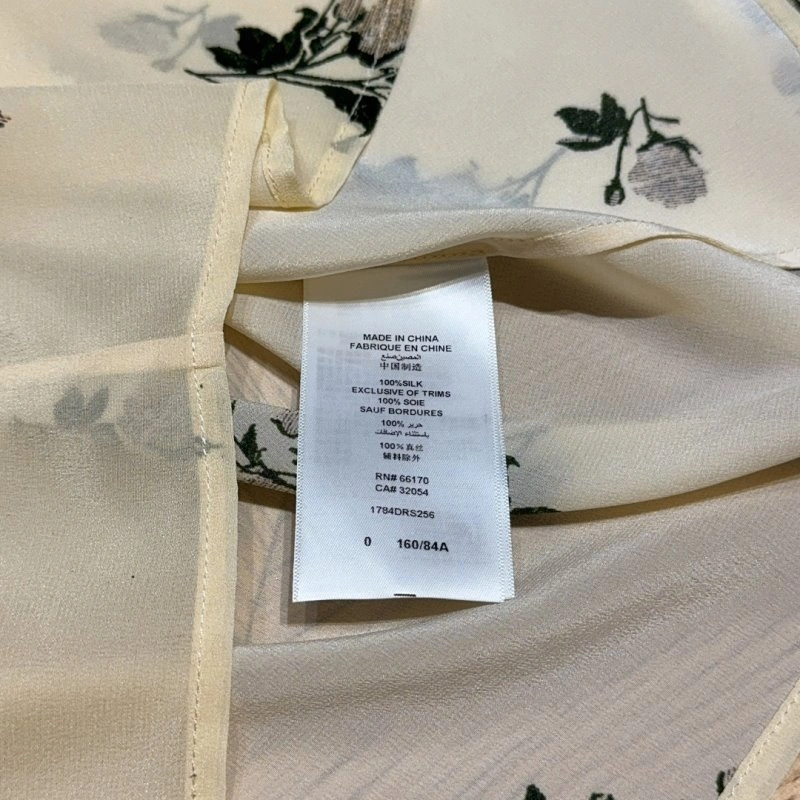 MADE IN CHINA
FABRIQUE EN CHINE
المصين صنع
中国制造
100%SILK
EXCLUSIVE OF TRIMS
100% SOIE
SAUF BORDURES
100% حرير
باستثناء الإضافات
100%真丝
辅料除外
RN# 66170
CA# 32054
1784DRS256
0 160/84A